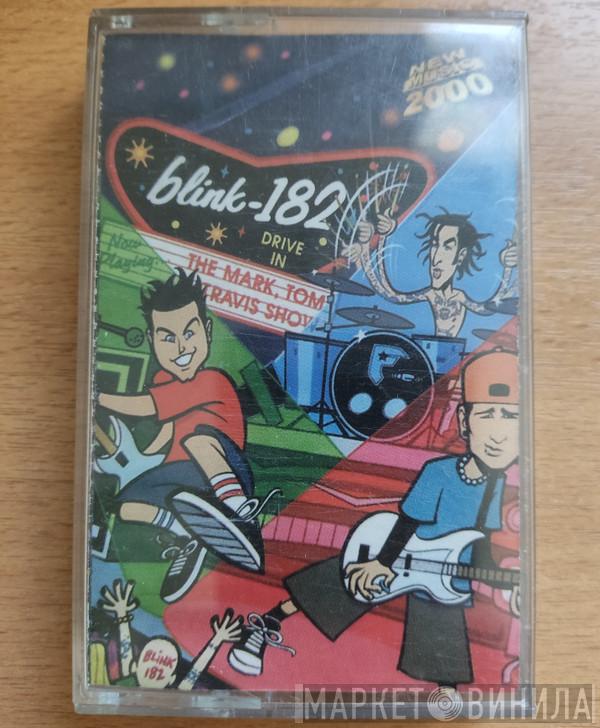 NEW
MUSIC
2000
blink-182
DRIVE
IN
Now
Playing:
THE MARK, TOM
TRAVIS SHOW
F
BLINK
182
МАРКЕТ ВИНИЛА